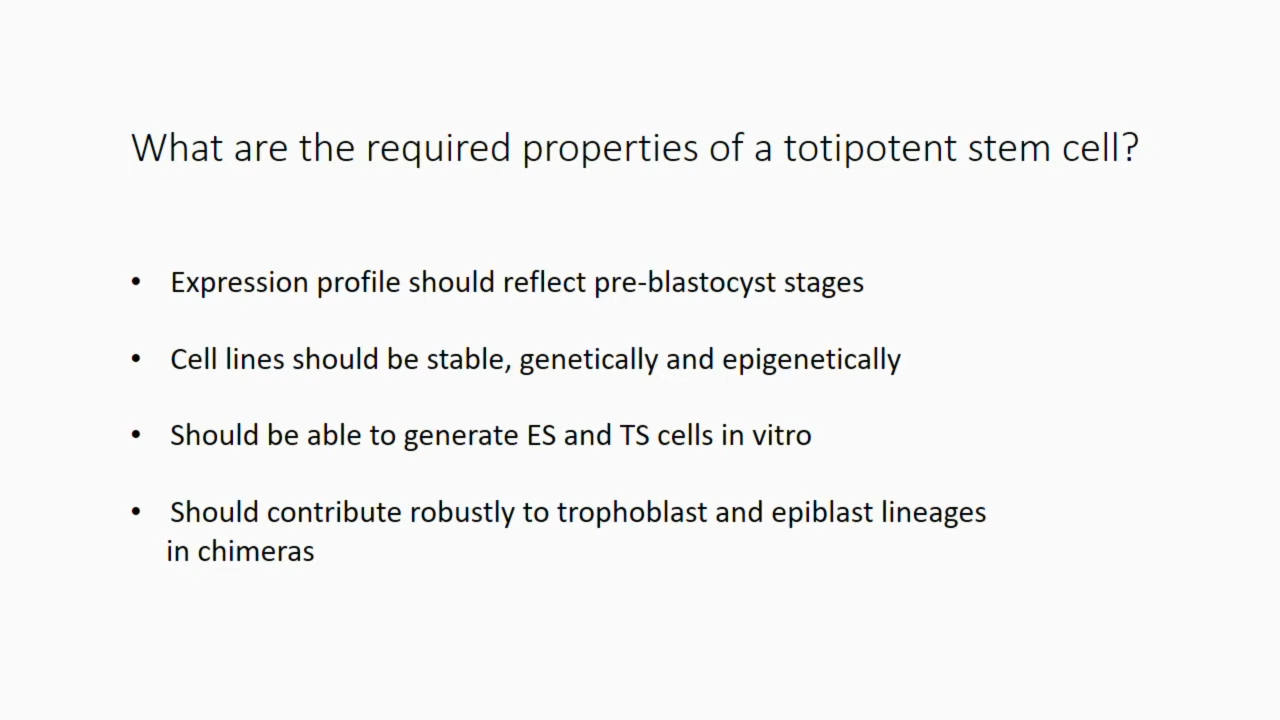 What are the required properties of a totipotent stem cell?
• Expression profile should reflect pre-blastocyst stages
• Cell lines should be stable, genetically and epigenetically
• Should be able to generate ES and TS cells in vitro
• Should contribute robustly to trophoblast and epiblast lineages
in chimeras